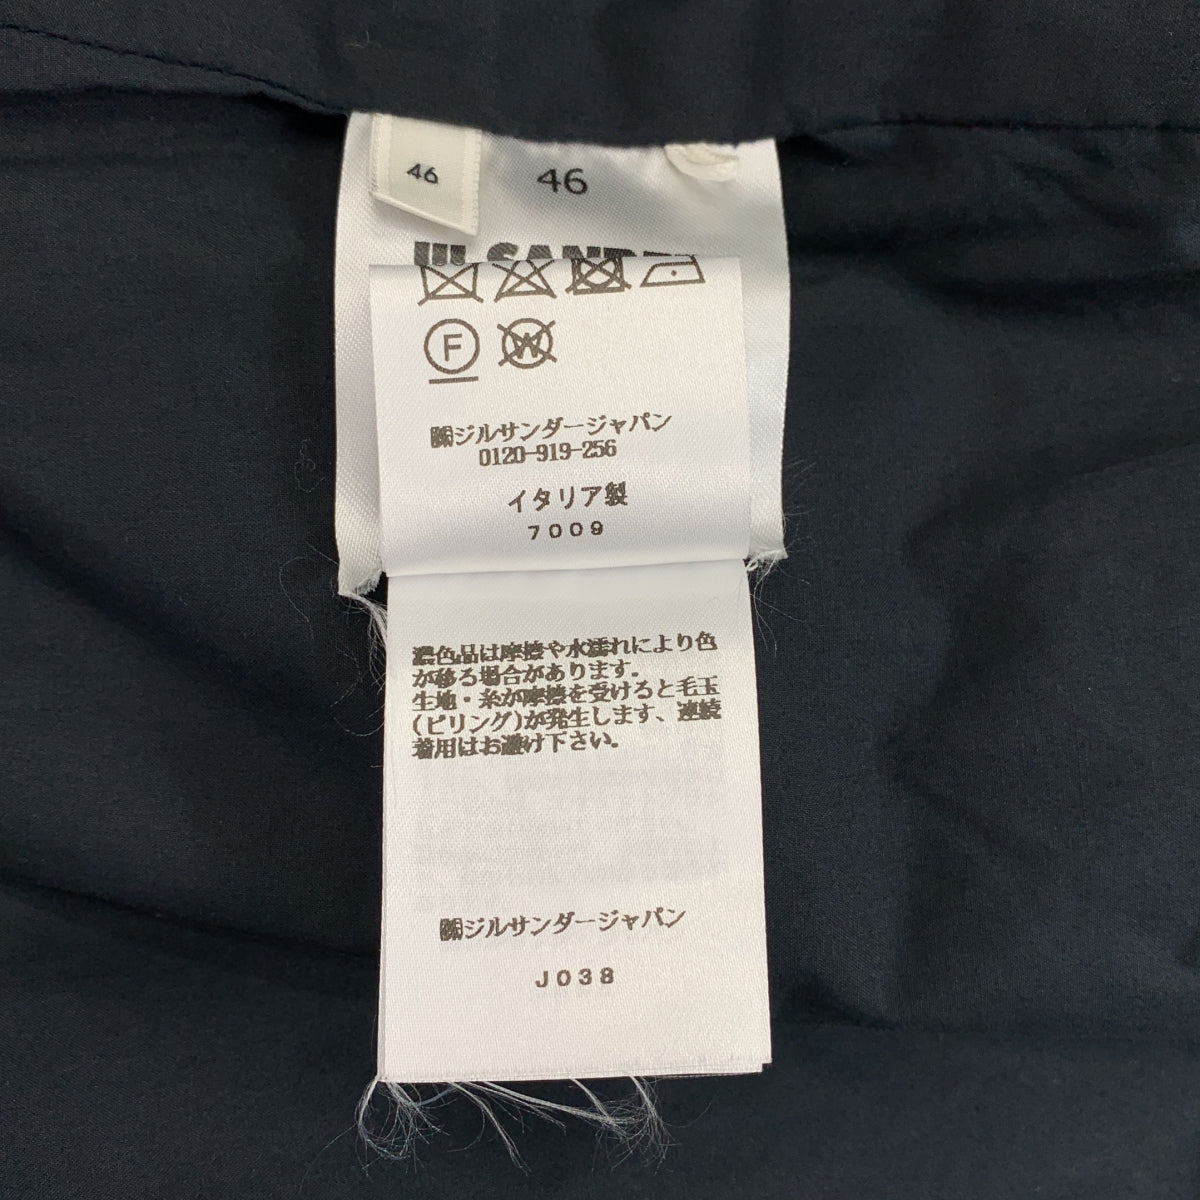 46
46
JIL SANDER
F
W
㈱ジルサンダージャパン
0120-919-256
イタリア製
7009
濃色品は摩擦や水濡れにより色
が移る場合があります。
生地・糸が摩擦を受けると毛玉
(ピリング)が発生します、連続
着用はお避け下さい。
㈱ジルサンダージャパン
J038